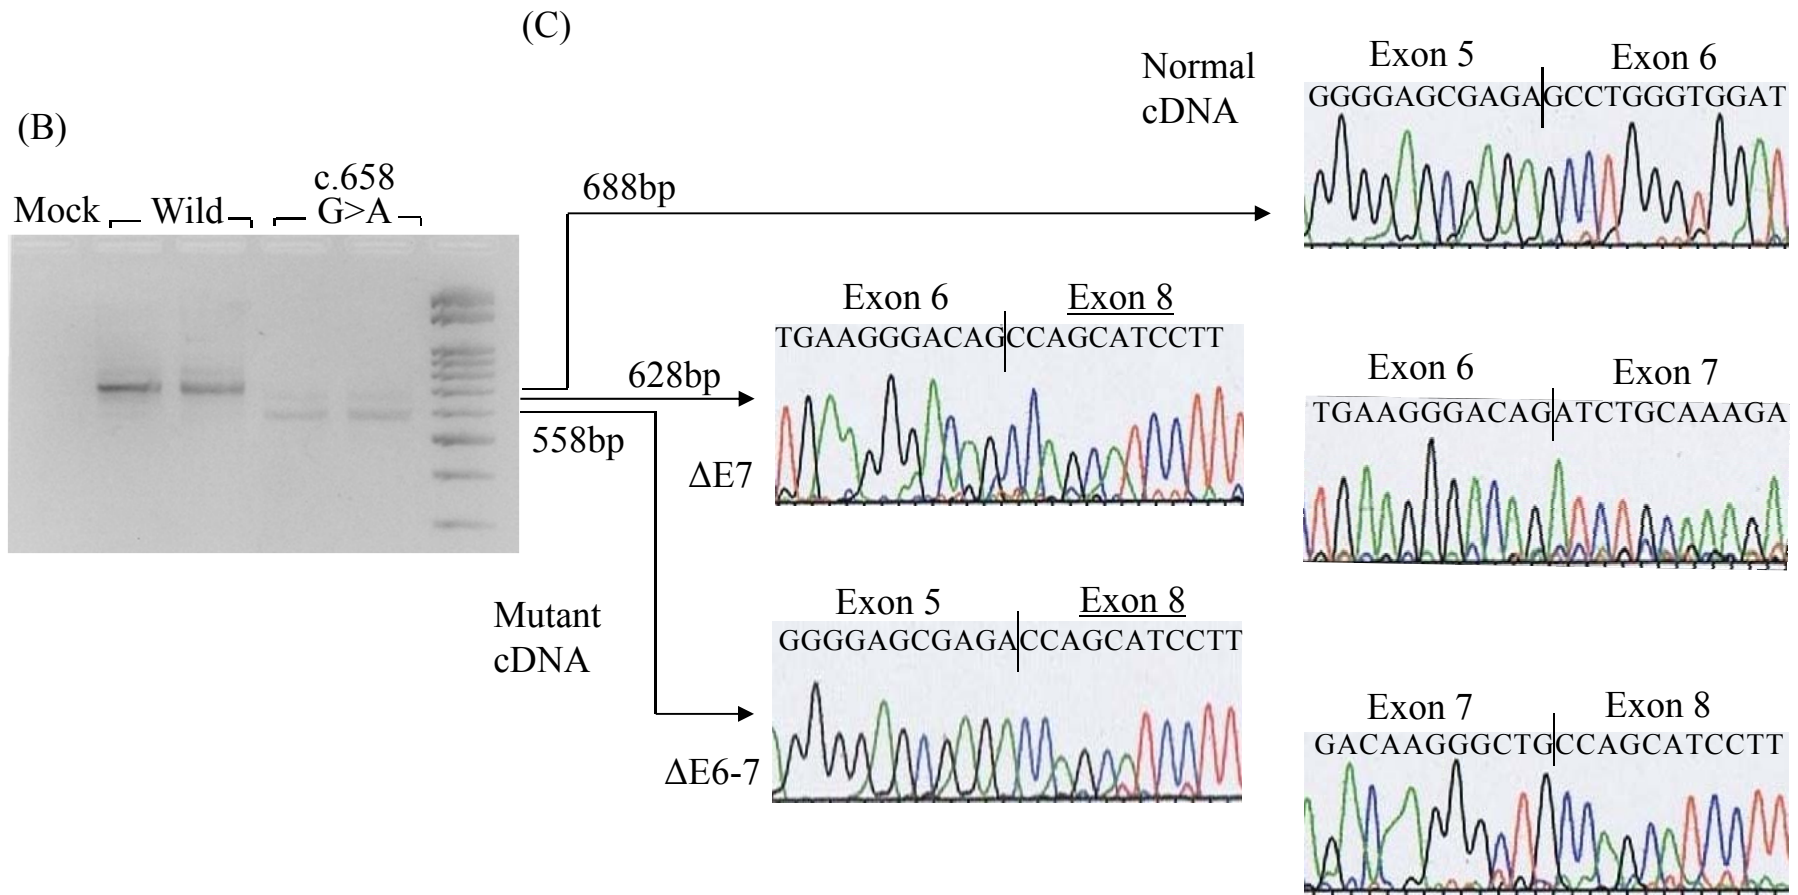 (C)
Normal
cDNA
Exon 5 Exon 6
GGGGAGCGAGAGCCTGGGTGGAT
(B)
c.658
Mock Wild G>A
688bp
Exon 6 Exon 8
TGAAGGGACAGCCAGCATCCTT
628bp
558bp
ΔE7
Exon 6 Exon 7
TGAAGGGACAGATCTGCAAAGA
Mutant
cDNA
Exon 5 Exon 8
GGGGAGCGAGACCAGCATCCTT
ΔE6-7
Exon 7 Exon 8
GACAAGGGCTGCCAGCATCCTT